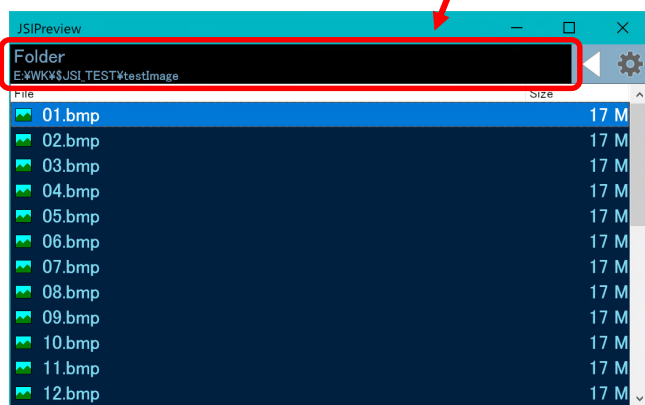 JSIPreview
Folder
E:¥WK¥$JSI_TEST¥testImage
File Size
01.bmp 17 M
02.bmp 17 M
03.bmp 17 M
04.bmp 17 M
05.bmp 17 M
06.bmp 17 M
07.bmp 17 M
08.bmp 17 M
09.bmp 17 M
10.bmp 17 M
11.bmp 17 M
12.bmp 17 M